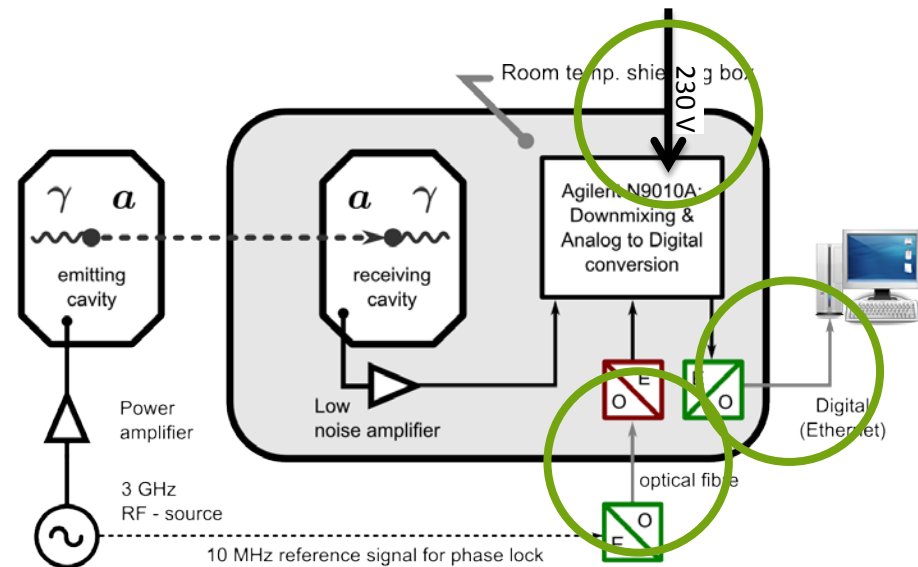 Room temp. shie g box
230 V
γ a
emitting
cavity
a γ
receiving
cavity
Agilent N9010A:
Downmixing &
Analog to Digital
conversion
Power
amplifier
Low
noise amplifier
E
O
E
O
Digital
(Ethernet)
optical fibre
3 GHz
RF - source
O
E
10 MHz reference signal for phase lock